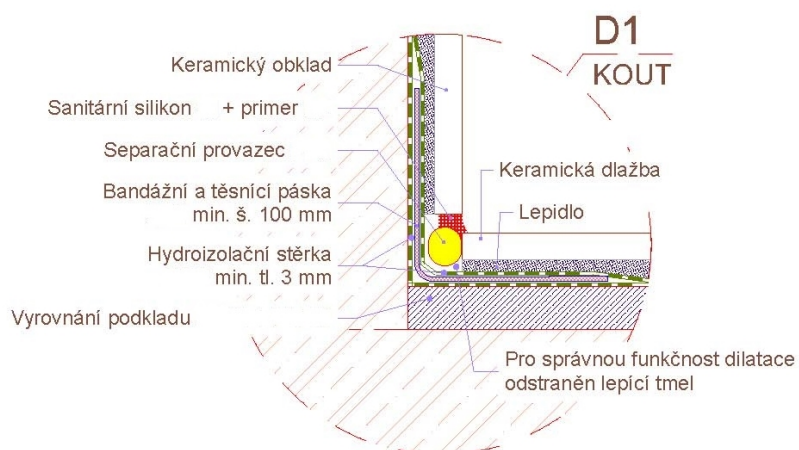 D1
KOUT
Keramický obklad
Sanitární silikon + primer
Separační provazec
Bandážní a těsnící páska
min. š. 100 mm
Hydroizolační stěrka
min. tl. 3 mm
Vyrovnání podkladu
Keramická dlažba
Lepidlo
Pro správnou funkčnost dilatace
odstraněn lepící tmel